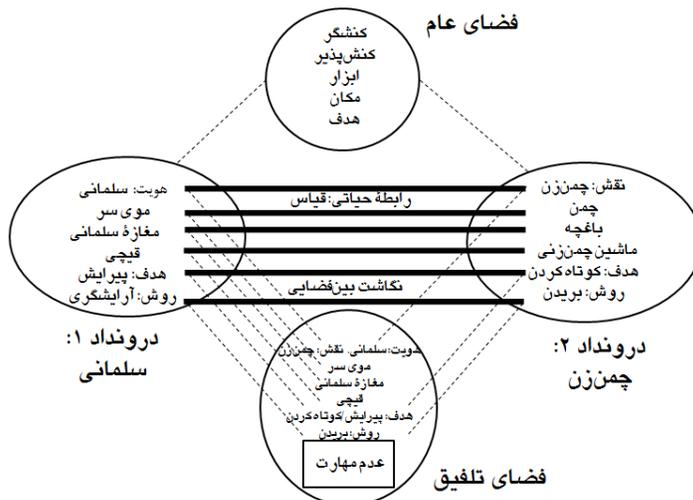 فضای عام
کنشگر
کنش‌پذیر
ابزار
مکان
هدف
نقش: چمن‌زن
چمن
باغچه
ماشین چمن‌زنی
هدف: کوتاه کردن
روش: بریدن
درونداد ۲:
چمن‌زن
رابطهٔ حیاتی: قیاس
نگاشت بین‌فضایی
هویت: سلمانی
موی سر
مغازهٔ سلمانی
قیچی
هدف: پیرایش
روش: آرایشگری
درونداد ۱:
سلمانی
هویت: سلمانی، نقش: چمن‌زن
موی سر
مغازهٔ سلمانی
قیچی
هدف: پیرایش/کوتاه کردن
روش: بریدن
عدم مهارت
فضای تلفیق